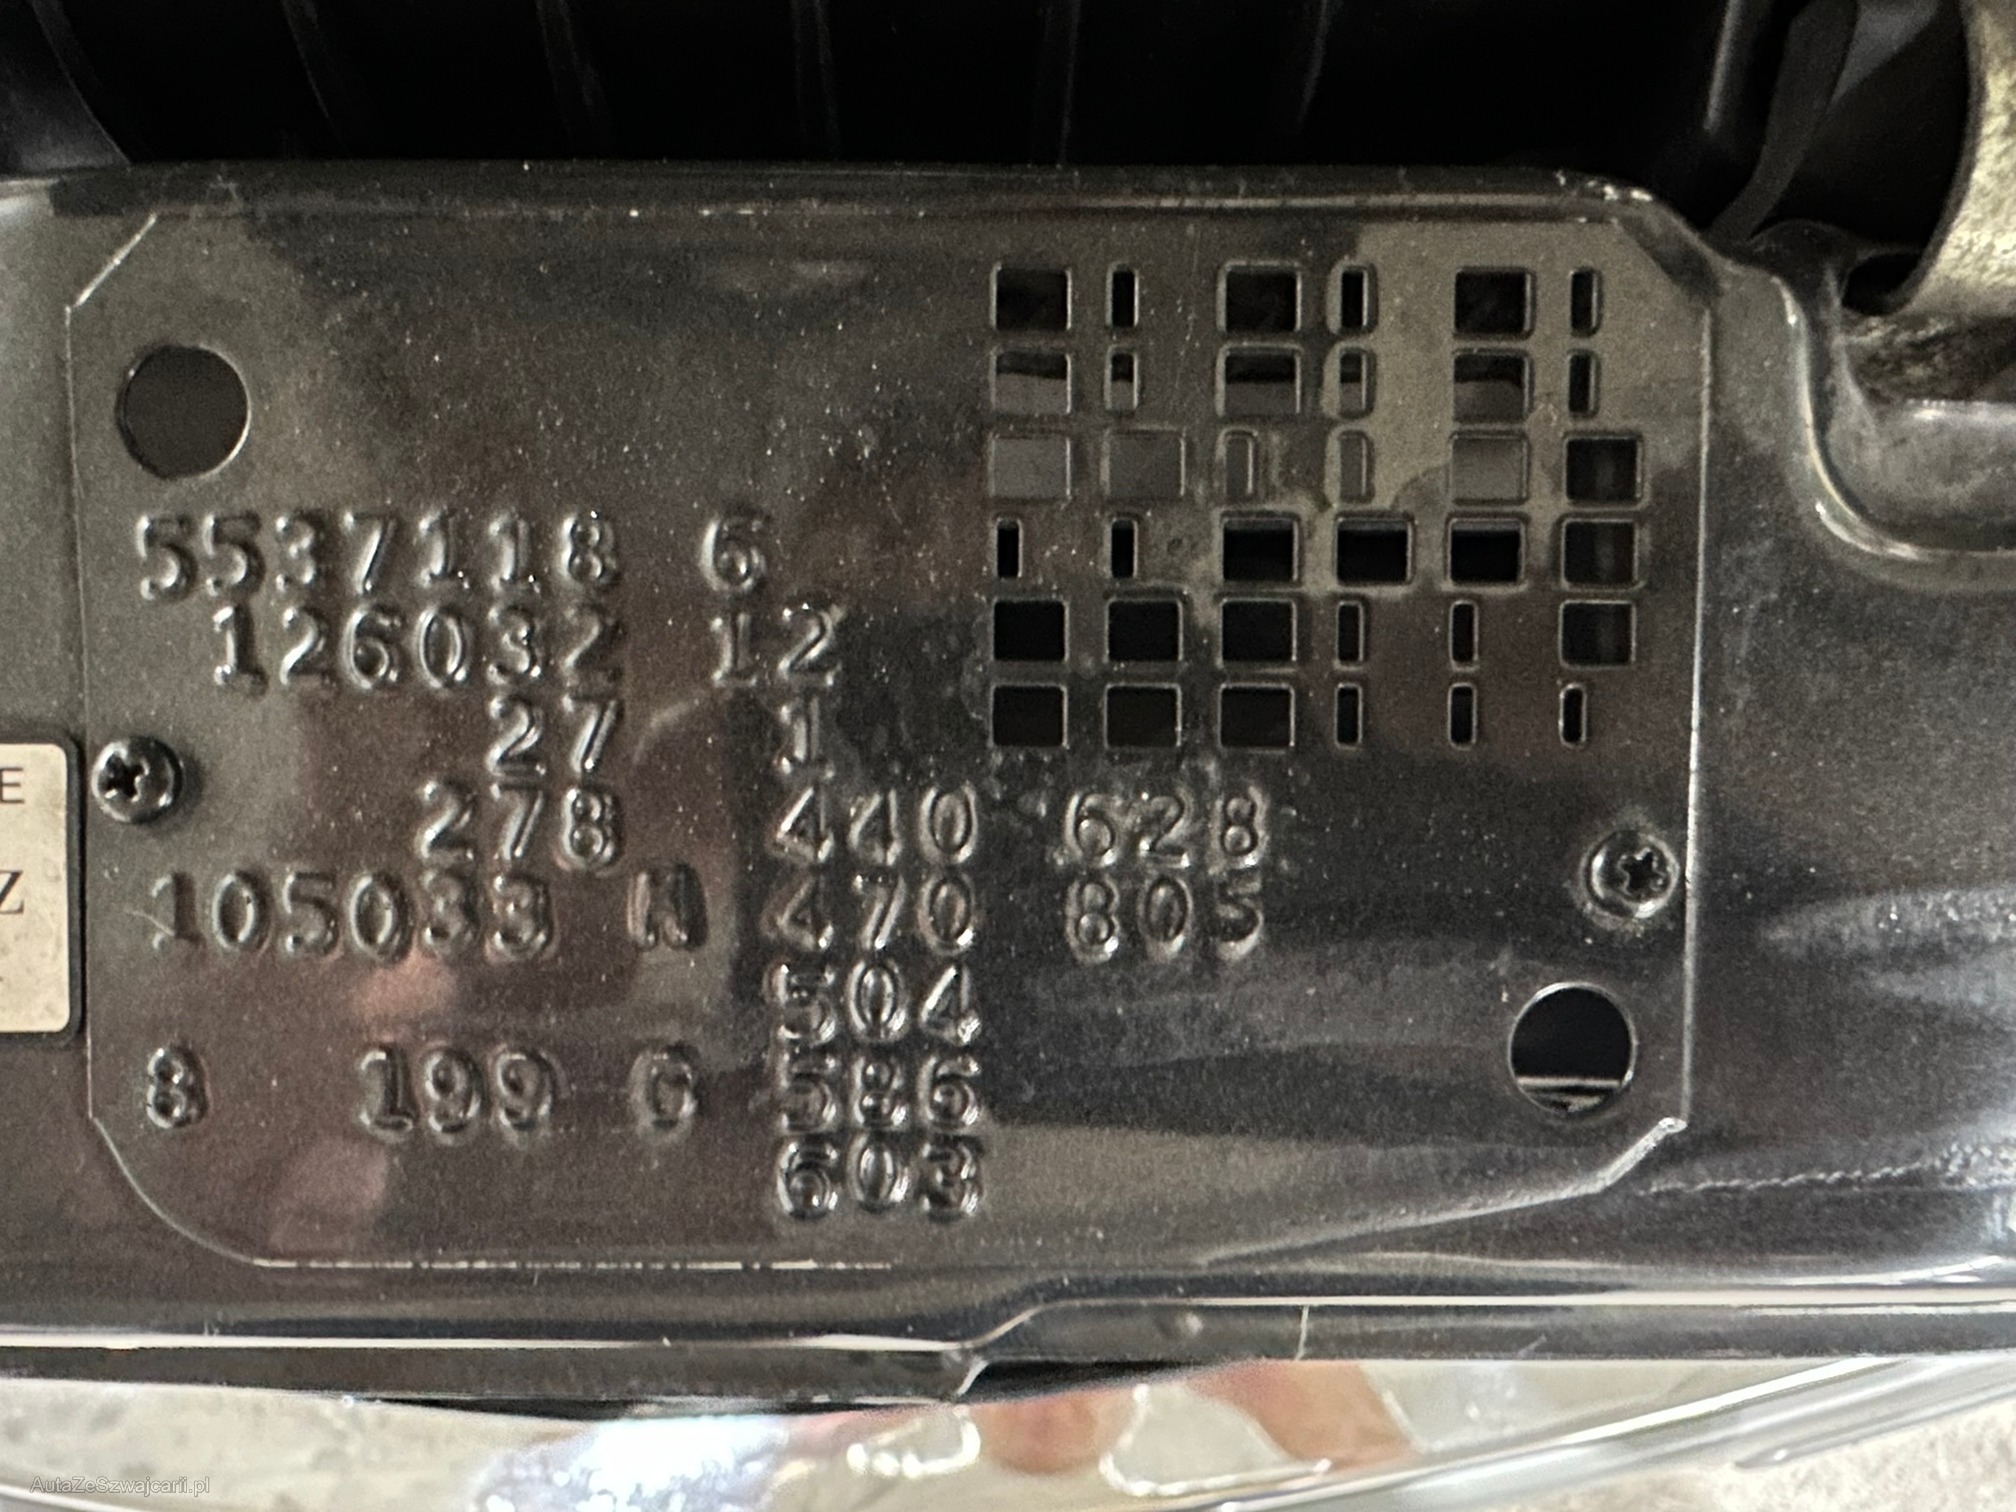 5537118 6
126032 12
27 1
278 440 628
105033 N 470 805
504
8 199 G 586
603
E
Z
AutaZeSzwajcarii.pl